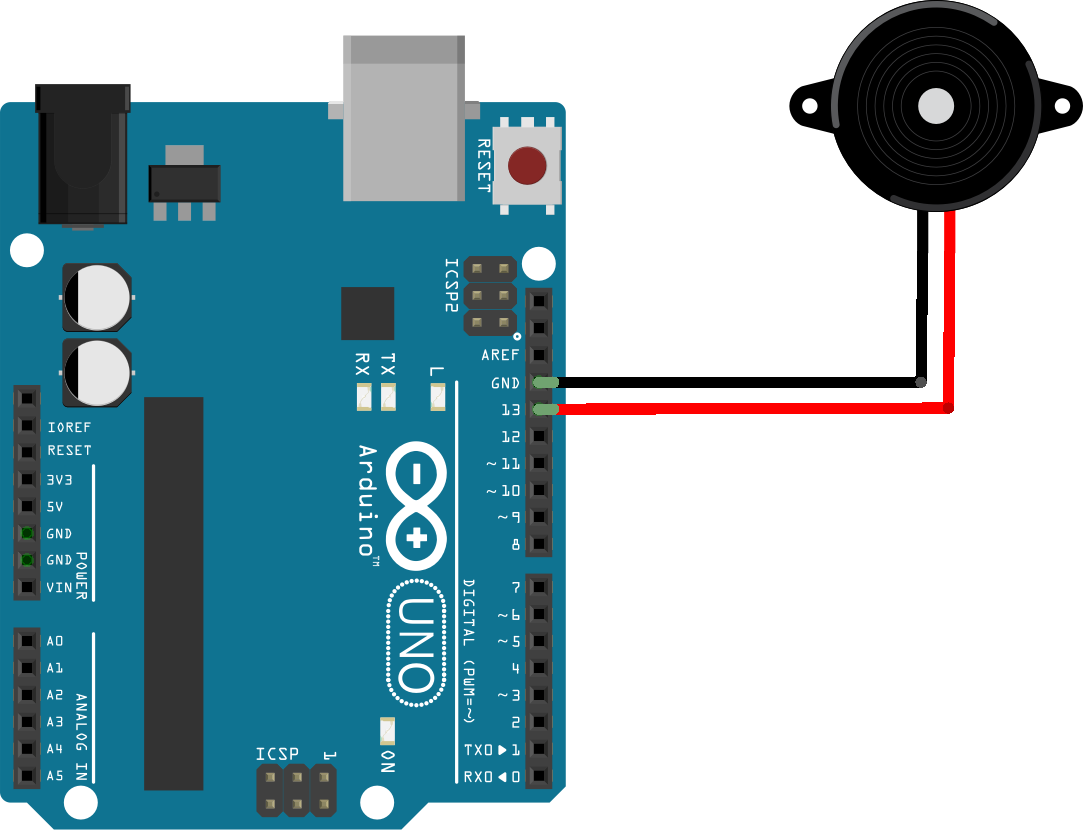 RESET
ICSP2
AREF
GND
13
12
~11
~10
~9
8
RX
TX
L
IOREF
RESET
3V3
5V
GND
GND
VIN
POWER
Arduino™
UNO
DIGITAL (PWM=~)
7
~6
~5
4
~3
2
TX0▶1
RX0◀0
A0
A1
A2
A3
A4
A5
ANALOG IN
ICSP
1
ON